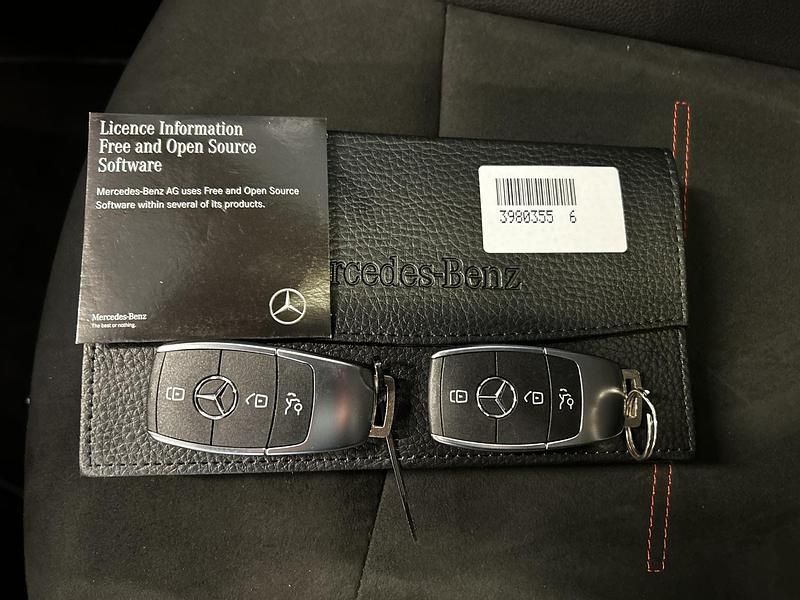 Licence Information
Free and Open Source
Software
Mercedes-Benz AG uses Free and Open Source
Software within several of its products.
Mercedes-Benz
The best or nothing.
3980355 6
rcedes-Benz